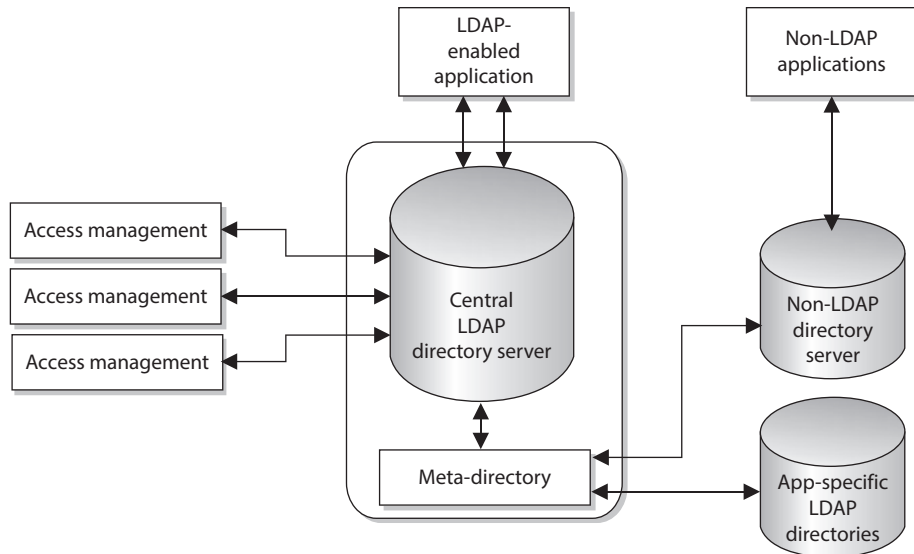 LDAP-
enabled
application
Non-LDAP
applications
Access management
Access management
Access management
Central
LDAP
directory server
Non-LDAP
directory
server
Meta-directory
App-specific
LDAP
directories